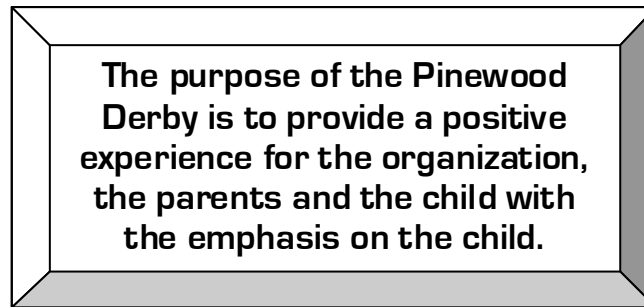 The purpose of the Pinewood
Derby is to provide a positive
experience for the organization,
the parents and the child with
the emphasis on the child.